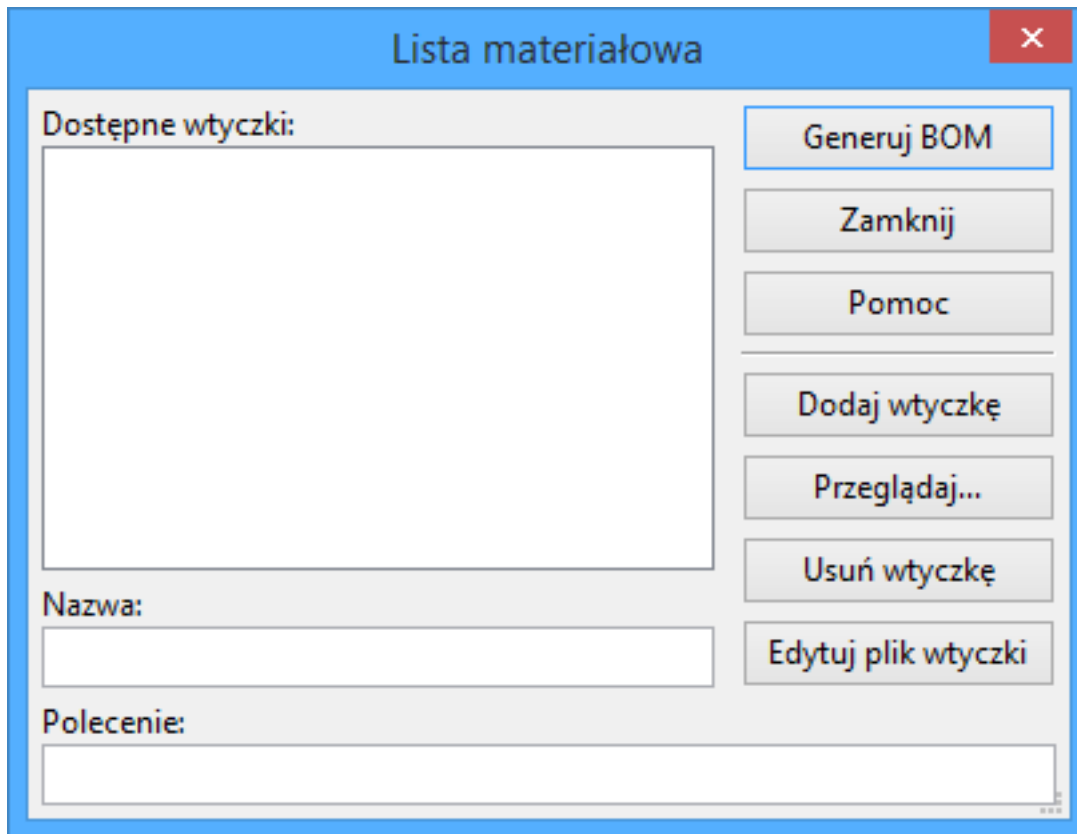 Lista materiałowa
Dostępne wtyczki:
Generuj BOM
Zamknij
Pomoc
Dodaj wtyczkę
Przeglądaj...
Usuń wtyczkę
Edytuj plik wtyczki
Nazwa:
Polecenie: